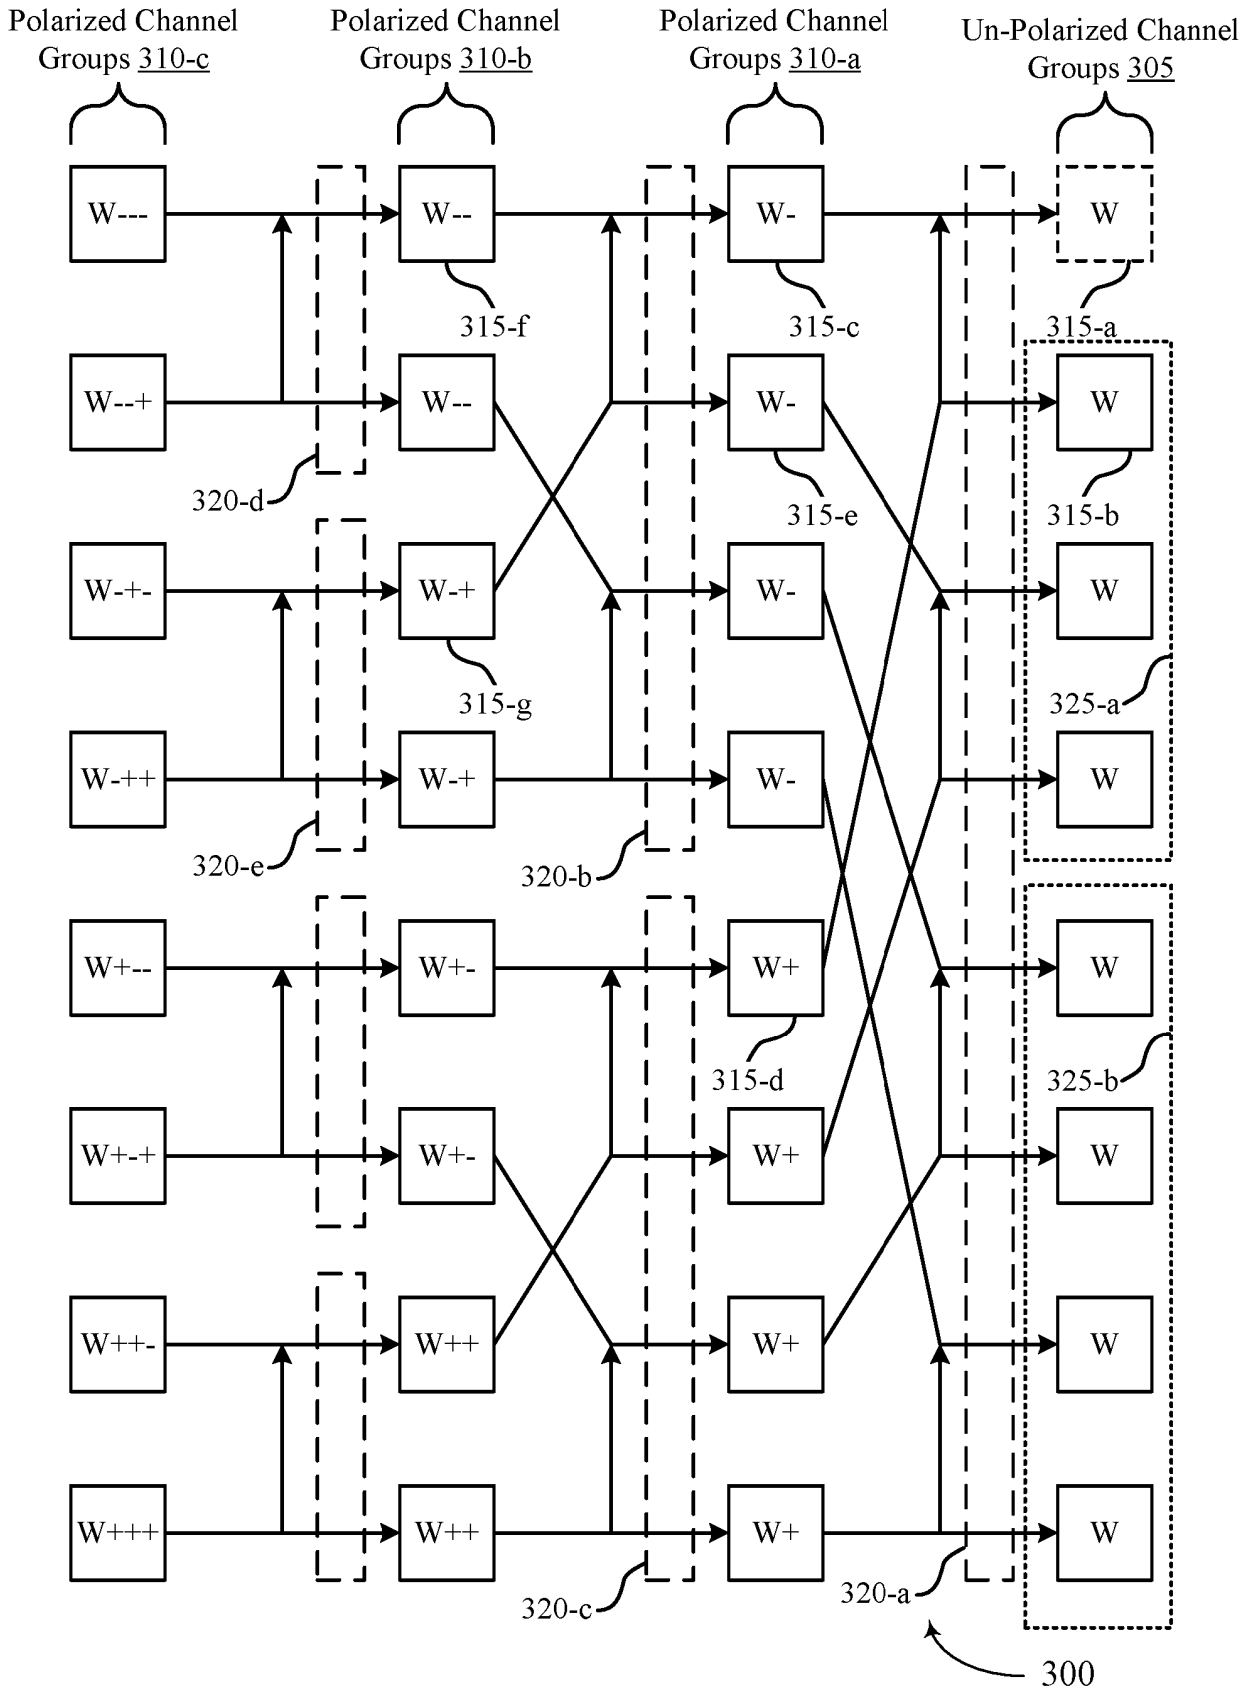 Polarized Channel
Groups 310-c
Polarized Channel
Groups 310-b
Polarized Channel
Groups 310-a
Un-Polarized Channel
Groups 305
W---
W--
W-
W
315-f
315-c
315-a
W--+
W--
W-
W
320-d
315-e
315-b
W-+-
W-+
W-
W
315-g
325-a
W-++
W-+
W-
W
320-e
320-b
W+--
W+-
W+
W
315-d
325-b
W+-+
W+-
W+
W
W++-
W++
W+
W
W+++
W++
W+
W
320-c
320-a
300